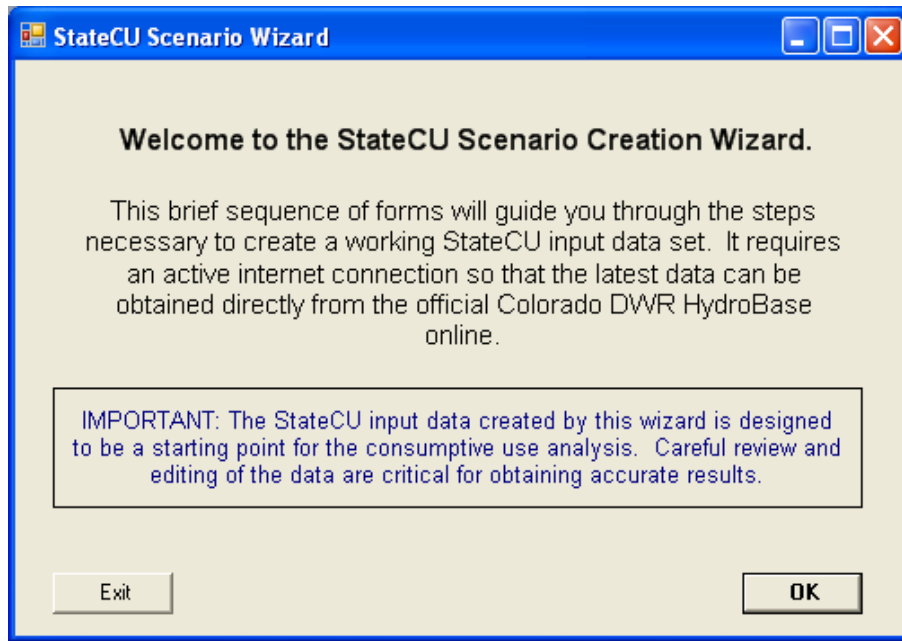 StateCU Scenario Wizard
Welcome to the StateCU Scenario Creation Wizard.
This brief sequence of forms will guide you through the steps
necessary to create a working StateCU input data set.  It requires
an active internet connection so that the latest data can be
obtained directly from the official Colorado DWR HydroBase
online.
IMPORTANT: The StateCU input data created by this wizard is designed
to be a starting point for the consumptive use analysis.  Careful review and
editing of the data are critical for obtaining accurate results.
Exit
OK